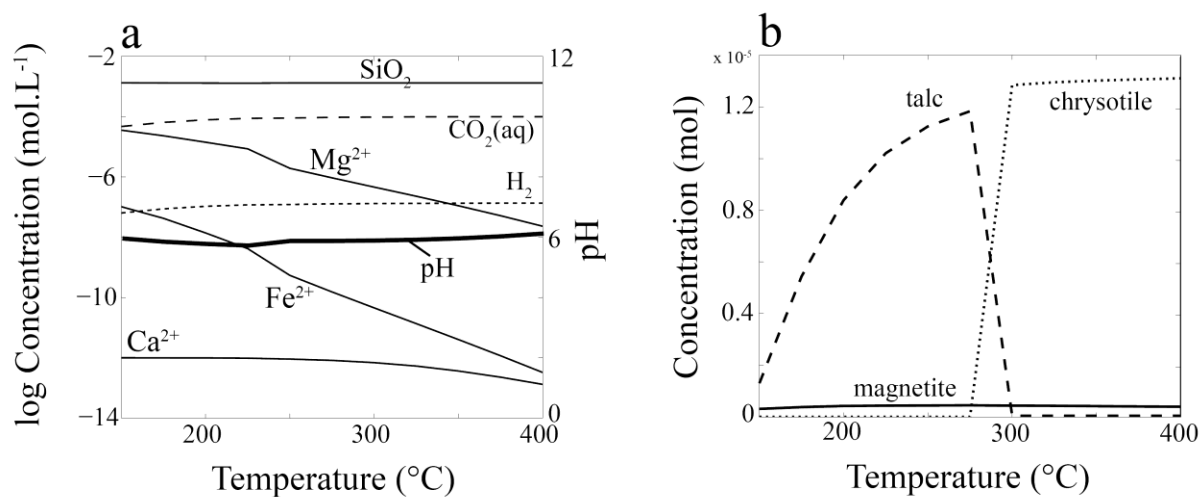 a
log Concentration (mol.L⁻¹)
−2
−6
−10
−14
SiO₂
CO₂(aq)
Mg²⁺
H₂
pH
Fe²⁺
Ca²⁺
12
6
0
pH
200
300
400
Temperature (°C)
b
x 10⁻⁵
Concentration (mol)
1.2
0.8
0.4
0
talc
chrysotile
magnetite
200
300
400
Temperature (°C)